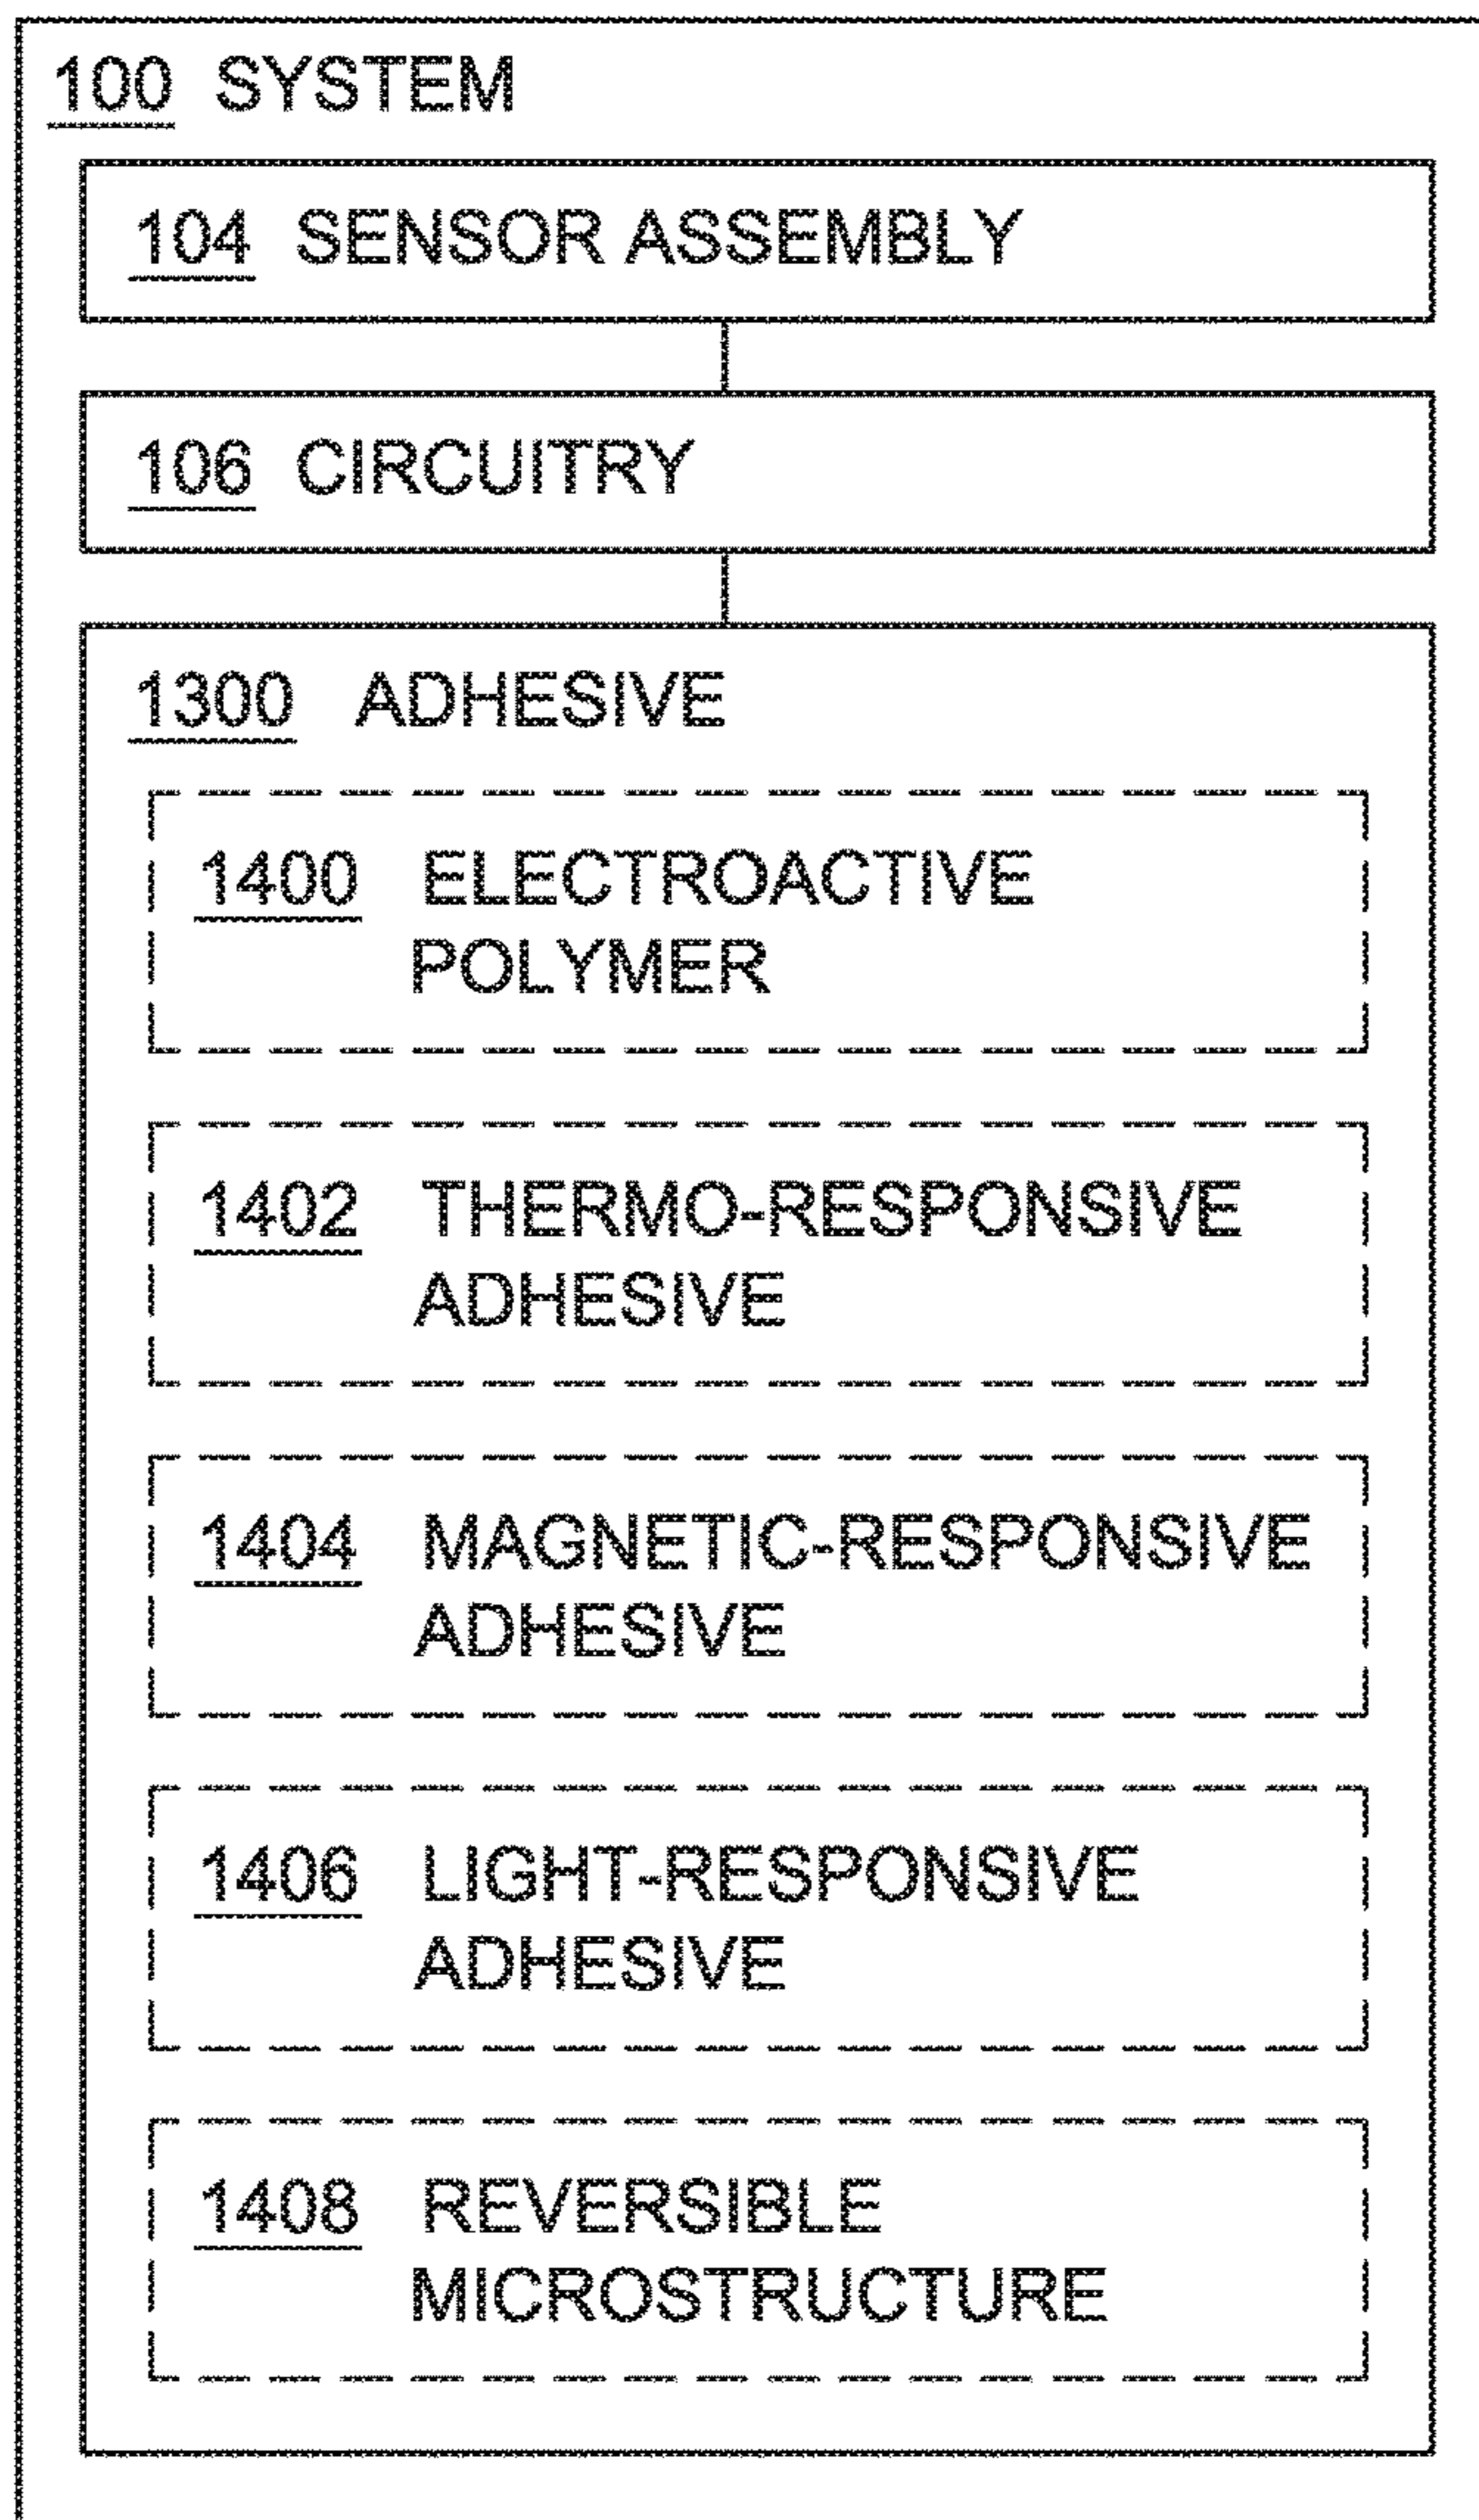 100 SYSTEM
104 SENSOR ASSEMBLY
106 CIRCUITRY
1300 ADHESIVE
1400 ELECTROACTIVE
POLYMER
1402 THERMO-RESPONSIVE
ADHESIVE
1404 MAGNETIC-RESPONSIVE
ADHESIVE
1406 LIGHT-RESPONSIVE
ADHESIVE
1408 REVERSIBLE
MICROSTRUCTURE